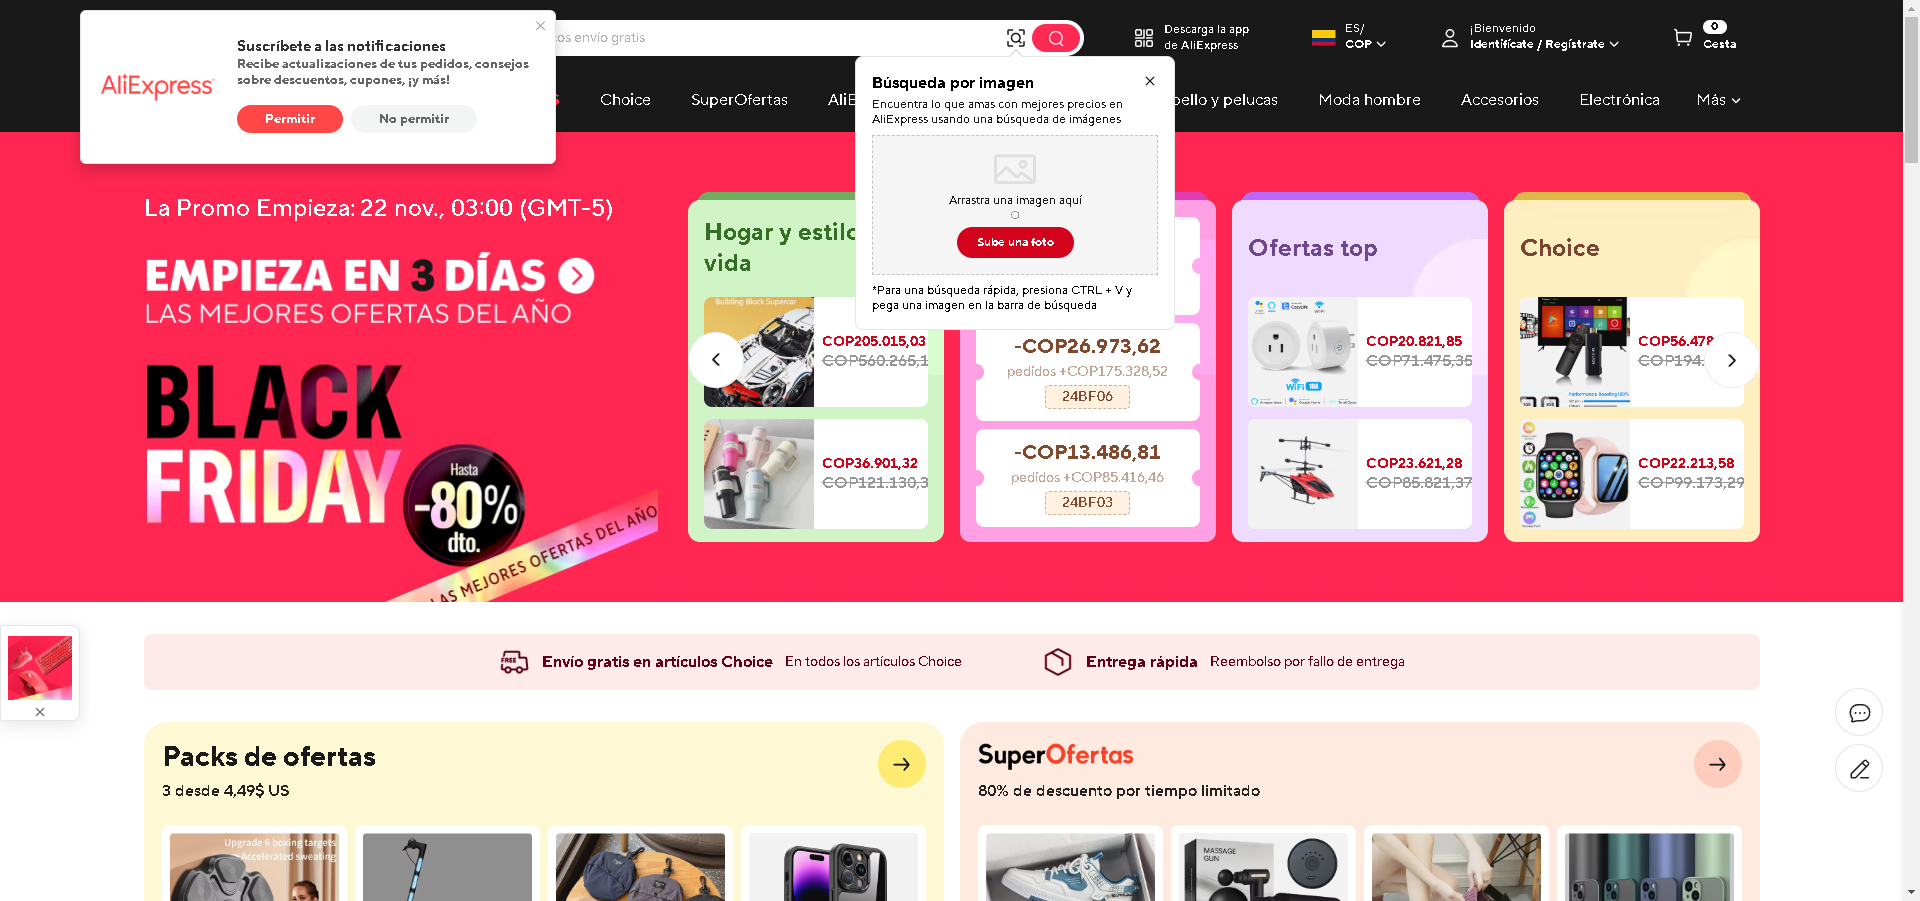 AliExpress
Suscríbete a las notificaciones
Recibe actualizaciones de tus pedidos, consejos
sobre descuentos, cupones, ¡y más!
Permitir
No permitir
envío gratis
Descarga la app
de AliExpress
ES/
COP
¡Bienvenido
Identifícate / Regístrate
0
Cesta
Choice
SuperOfertas
y pelucas
Moda hombre
Accesorios
Electrónica
Más
Búsqueda por imagen
Encuentra lo que amas con mejores precios en
AliExpress usando una búsqueda de imágenes
Arrastra una imagen aquí
O
Sube una foto
*Para una búsqueda rápida, presiona CTRL + V y
pega una imagen en la barra de búsqueda
La Promo Empieza: 22 nov., 03:00 (GMT-5)
EMPIEZA EN 3 DÍAS
LAS MEJORES OFERTAS DEL AÑO
BLACK
FRIDAY
Hasta
-80%
dto.
LAS MEJORES OFERTAS DEL AÑO
Hogar y estilo
vida
Building Block Supercar
COP205.015,03
COP560.265,1
COP36.901,32
COP121.130,3
-COP26.973,62
pedidos +COP175.328,52
24BF06
-COP13.486,81
pedidos +COP85.416,46
24BF03
Ofertas top
WiFi 16A
COP20.821,85
COP71.475,35
COP23.621,28
COP85.821,37
Choice
Performance Boosting100%
COP56.478
COP194.
COP22.213,58
COP99.173,29
FREE
Envío gratis en artículos Choice
En todos los artículos Choice
Entrega rápida
Reembolso por fallo de entrega
Packs de ofertas
3 desde 4,49$ US
Upgrade 6 boxing targets
Accelerated sweating
SuperOfertas
80% de descuento por tiempo limitado
MASSAGE
GUN